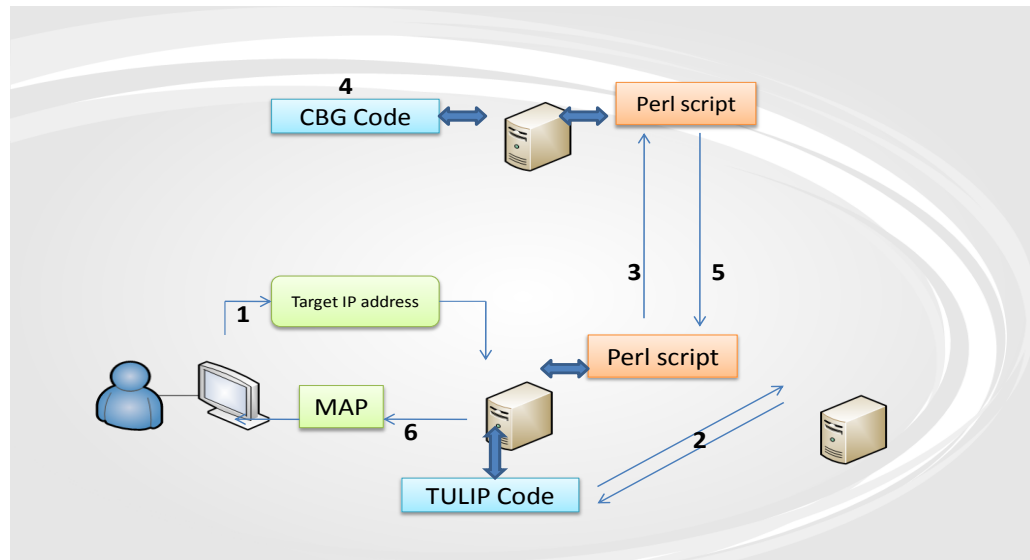 4
CBG Code
Perl script
3
5
1
Target IP address
Perl script
MAP
6
2
TULIP Code